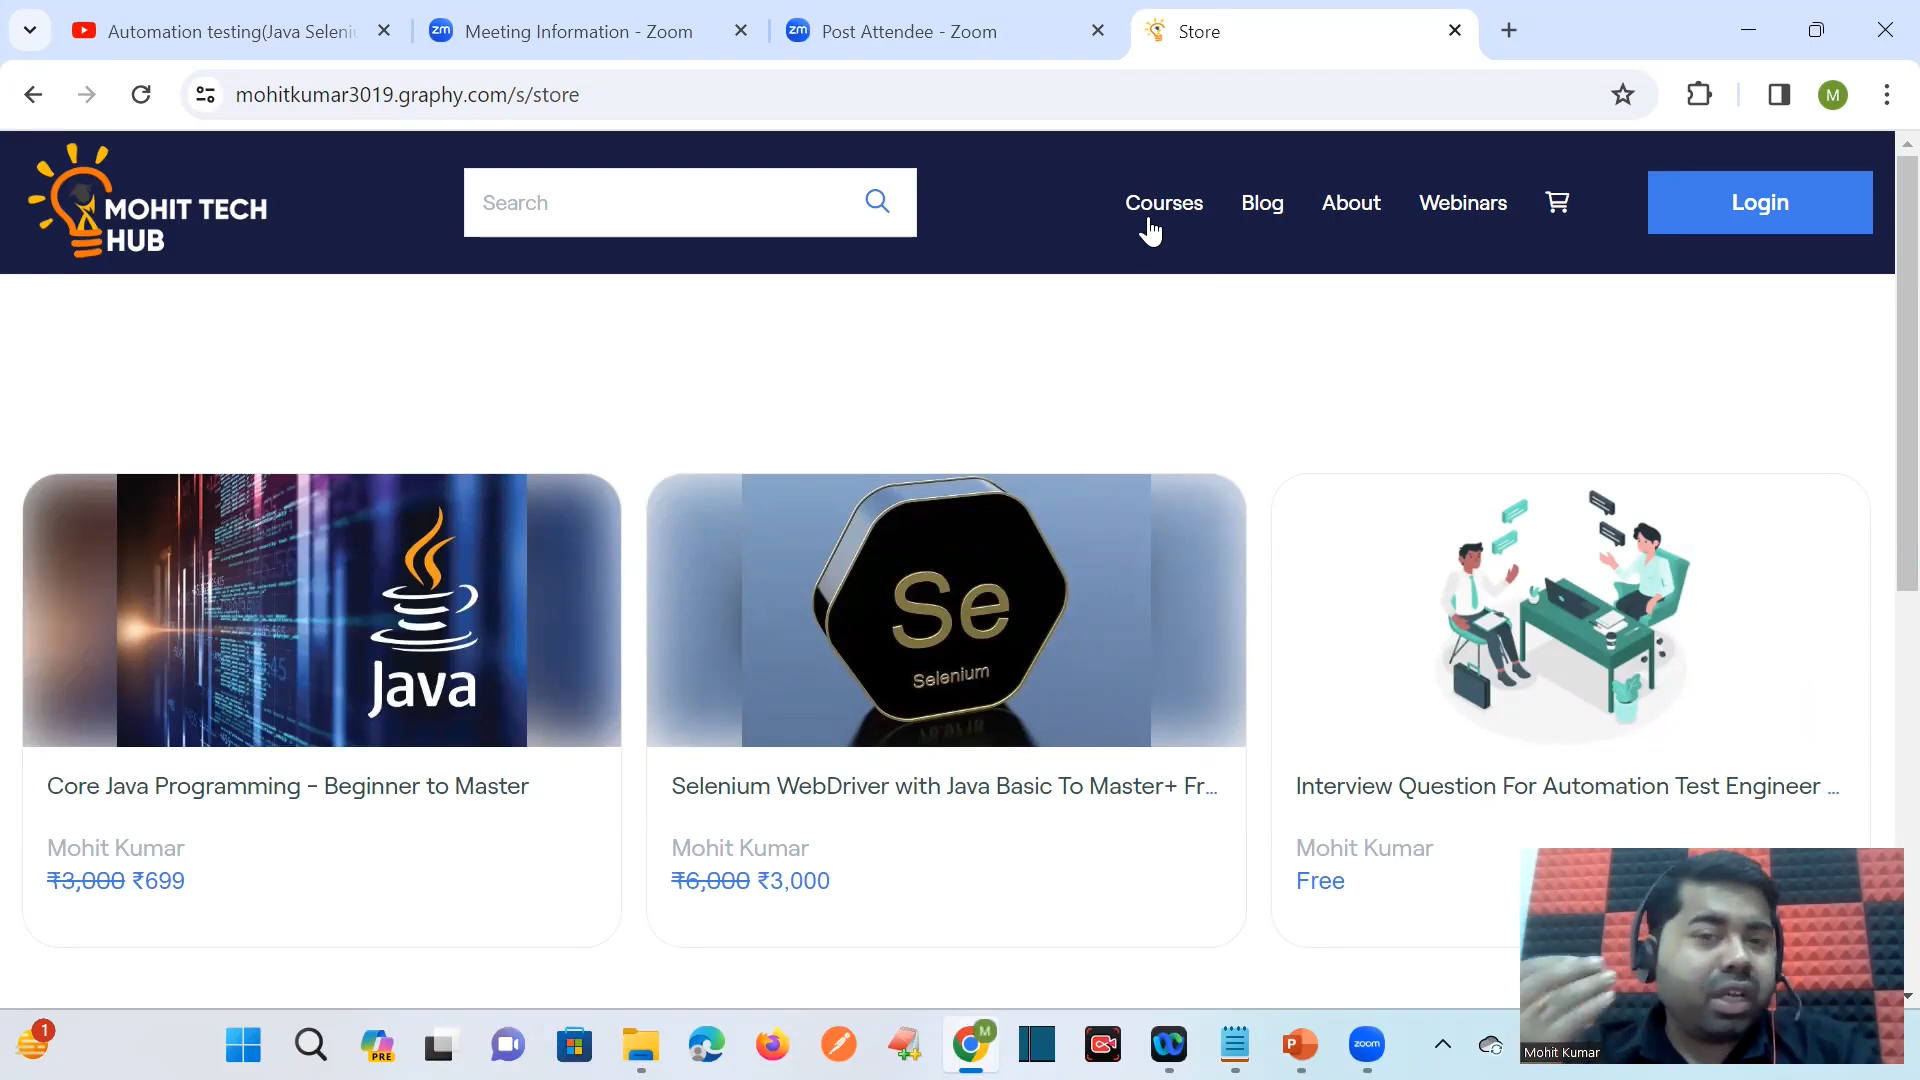 Automation testing(Java Seleni
Meeting Information - Zoom
Post Attendee - Zoom
Store
mohitkumar3019.graphy.com/s/store
M
MOHIT TECH
HUB
Search
Courses
Blog
About
Webinars
Login
Java
Se
Selenium
Core Java Programming - Beginner to Master
Selenium WebDriver with Java Basic To Master+ Fr...
Interview Question For Automation Test Engineer ...
Mohit Kumar
Mohit Kumar
Mohit Kumar
₹3,000 ₹699
₹6,000 ₹3,000
Free
Mohit Kumar
1
PRE
M
P
zoom